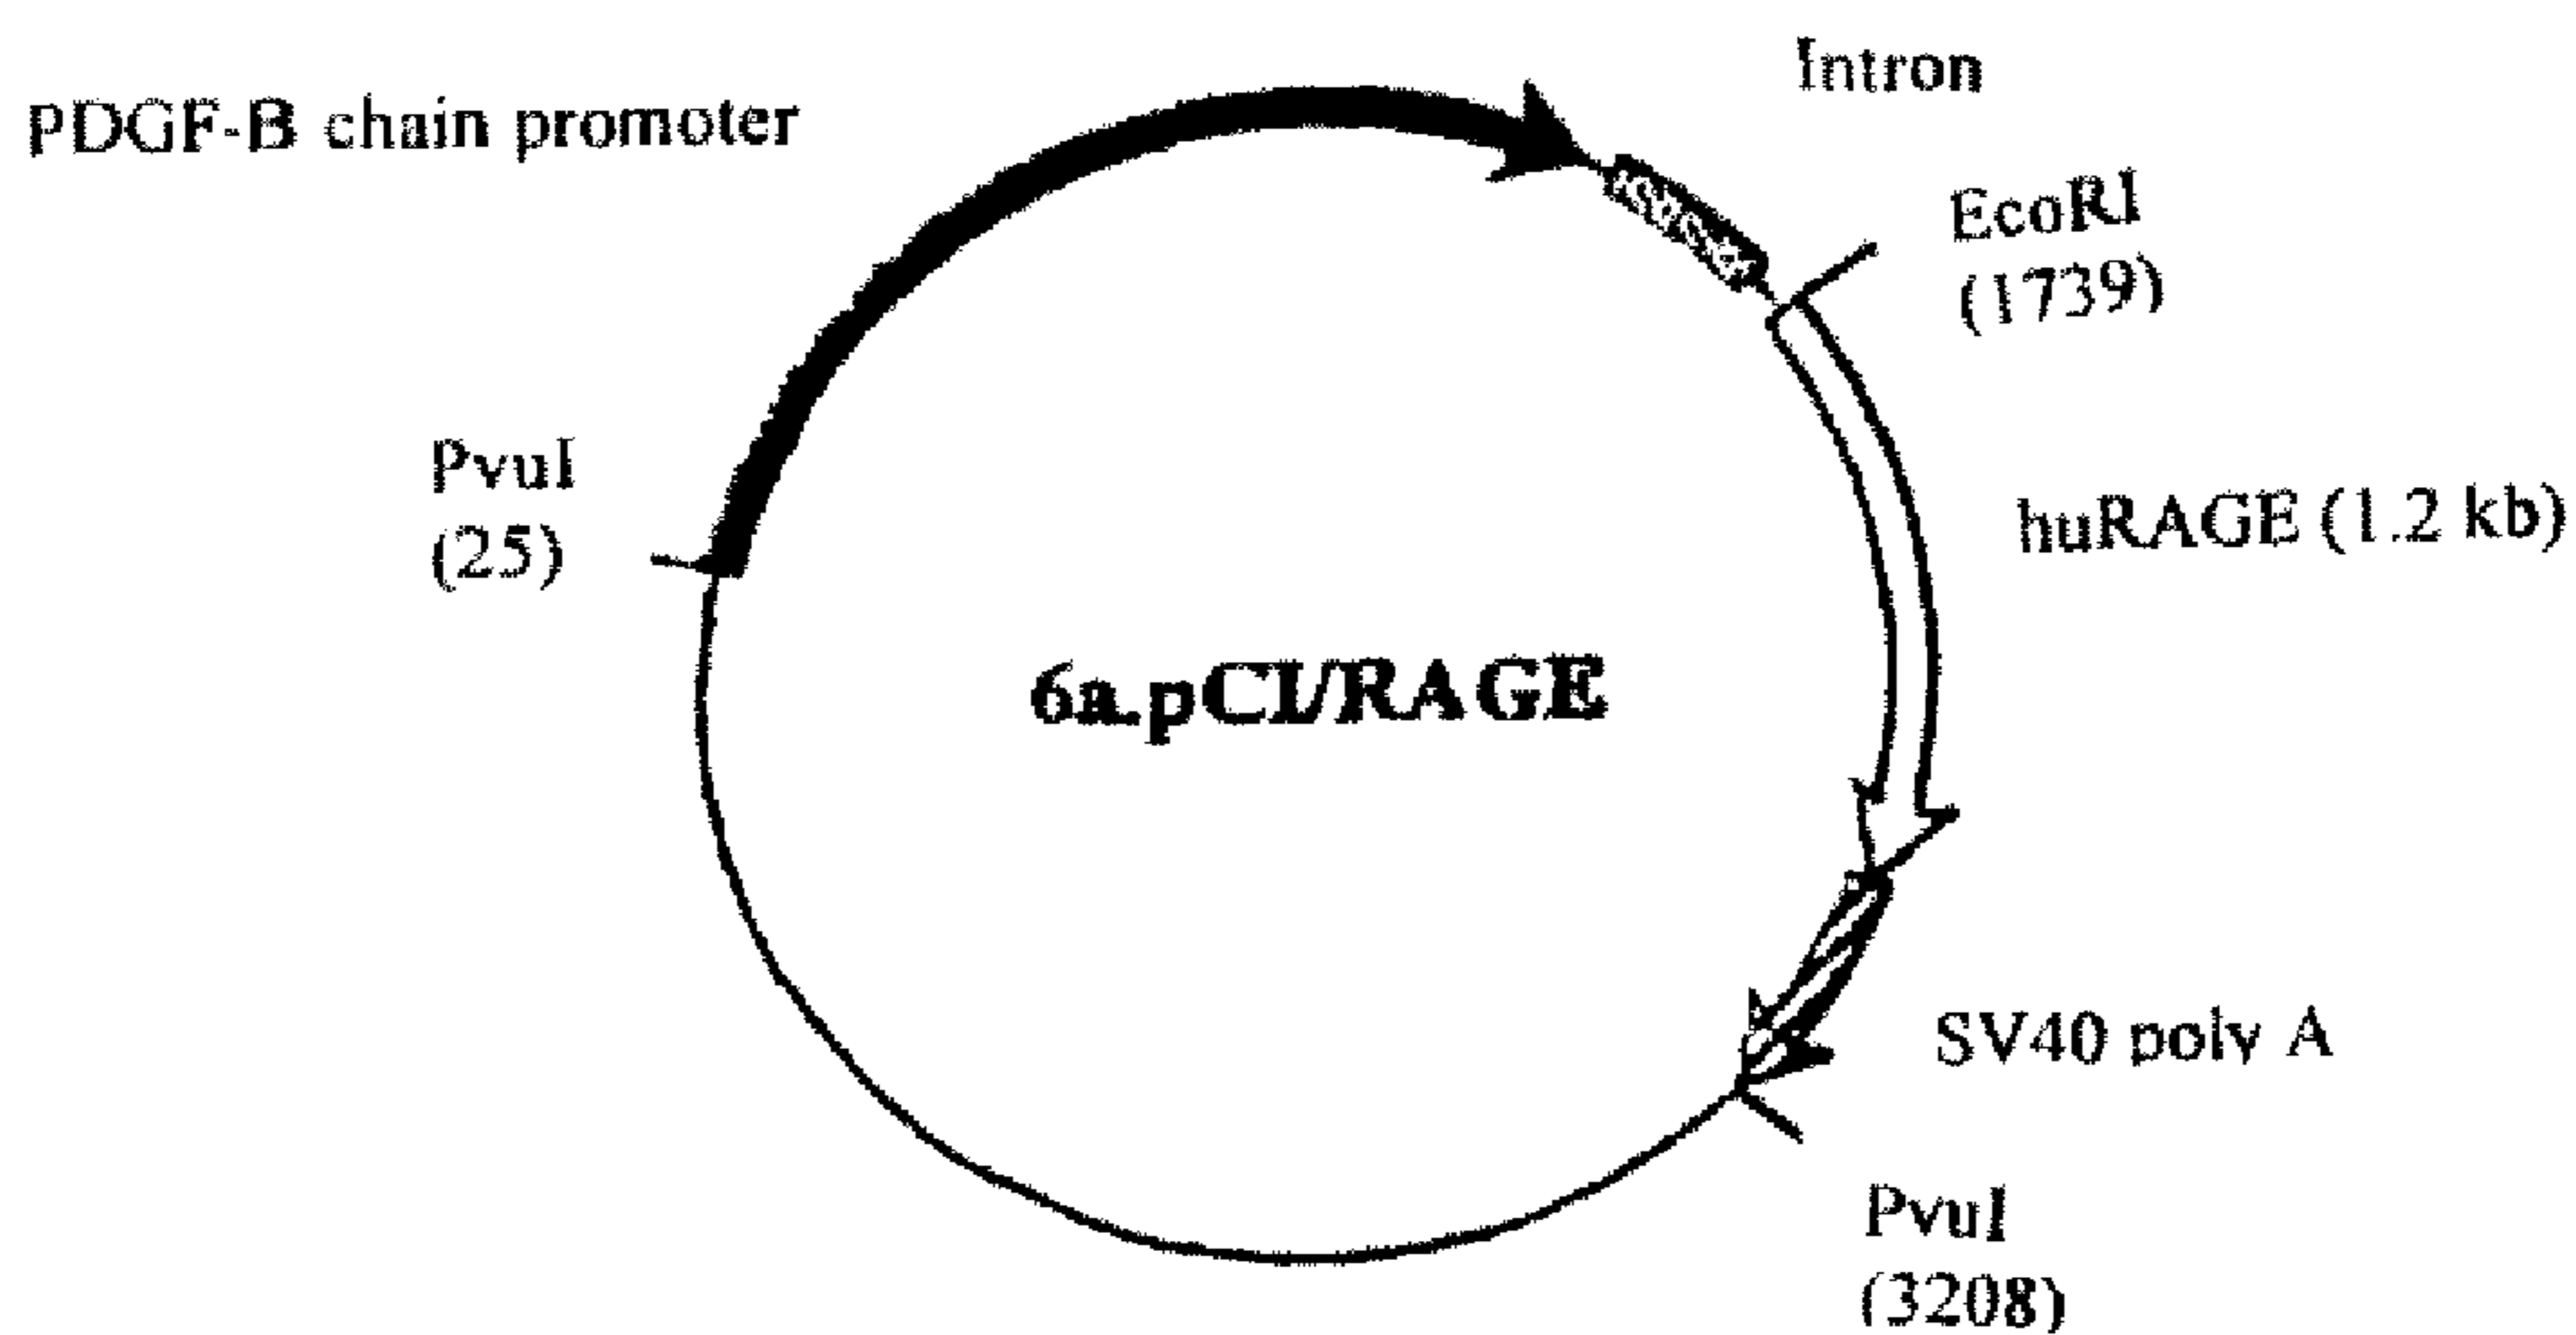 Intron
PDGF-B chain promoter
EcoRI
(1739)
PvuI
(25)
huRAGE (1.2 kb)
6a.pCI/RAGE
SV40 poly A
PvuI
(3208)